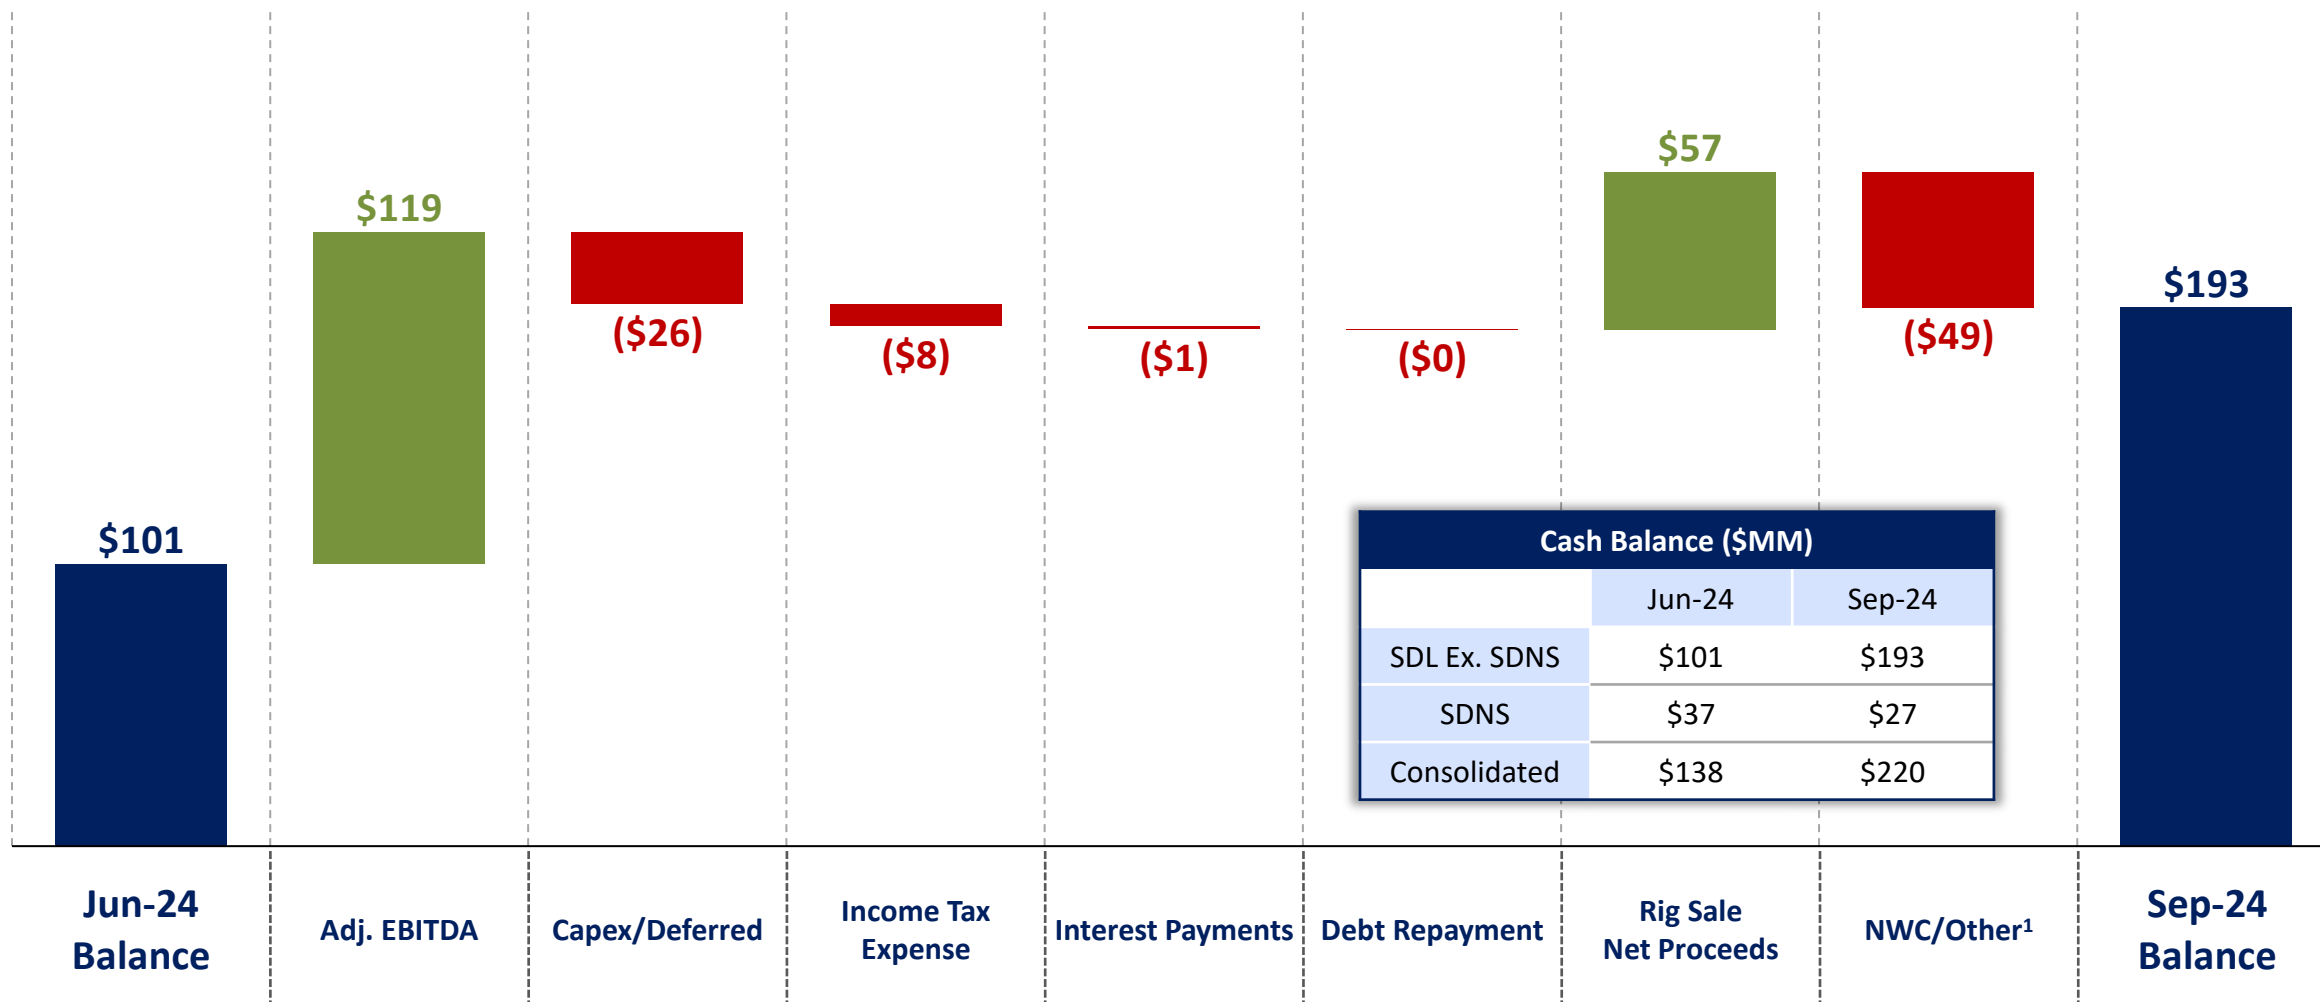 $101
$119
($26)
($8)
($1)
($0)
$57
($49)
$193
Cash Balance ($MM)
Jun-24 Sep-24
SDL Ex. SDNS $101 $193
SDNS $37 $27
Consolidated $138 $220
Jun-24
Balance
Adj. EBITDA
Capex/Deferred
Income Tax
Expense
Interest Payments
Debt Repayment
Rig Sale
Net Proceeds
NWC/Other¹
Sep-24
Balance